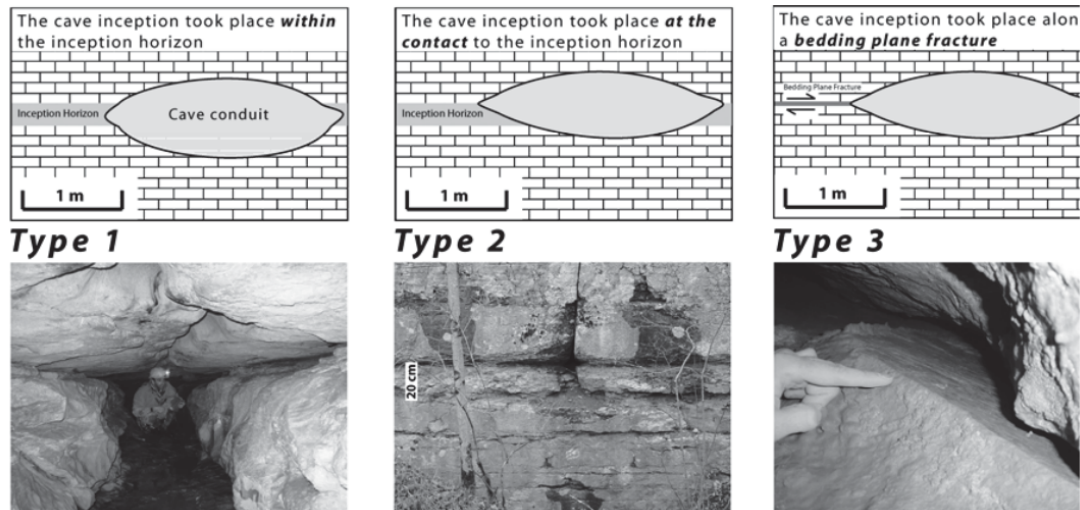 The cave inception took place within
the inception horizon
Inception Horizon
Cave conduit
1 m
Type 1
The cave inception took place at the
contact to the inception horizon
Inception Horizon
1 m
Type 2
20 cm
The cave inception took place alon
a bedding plane fracture
Bedding Plane Fracture
1 m
Type 3